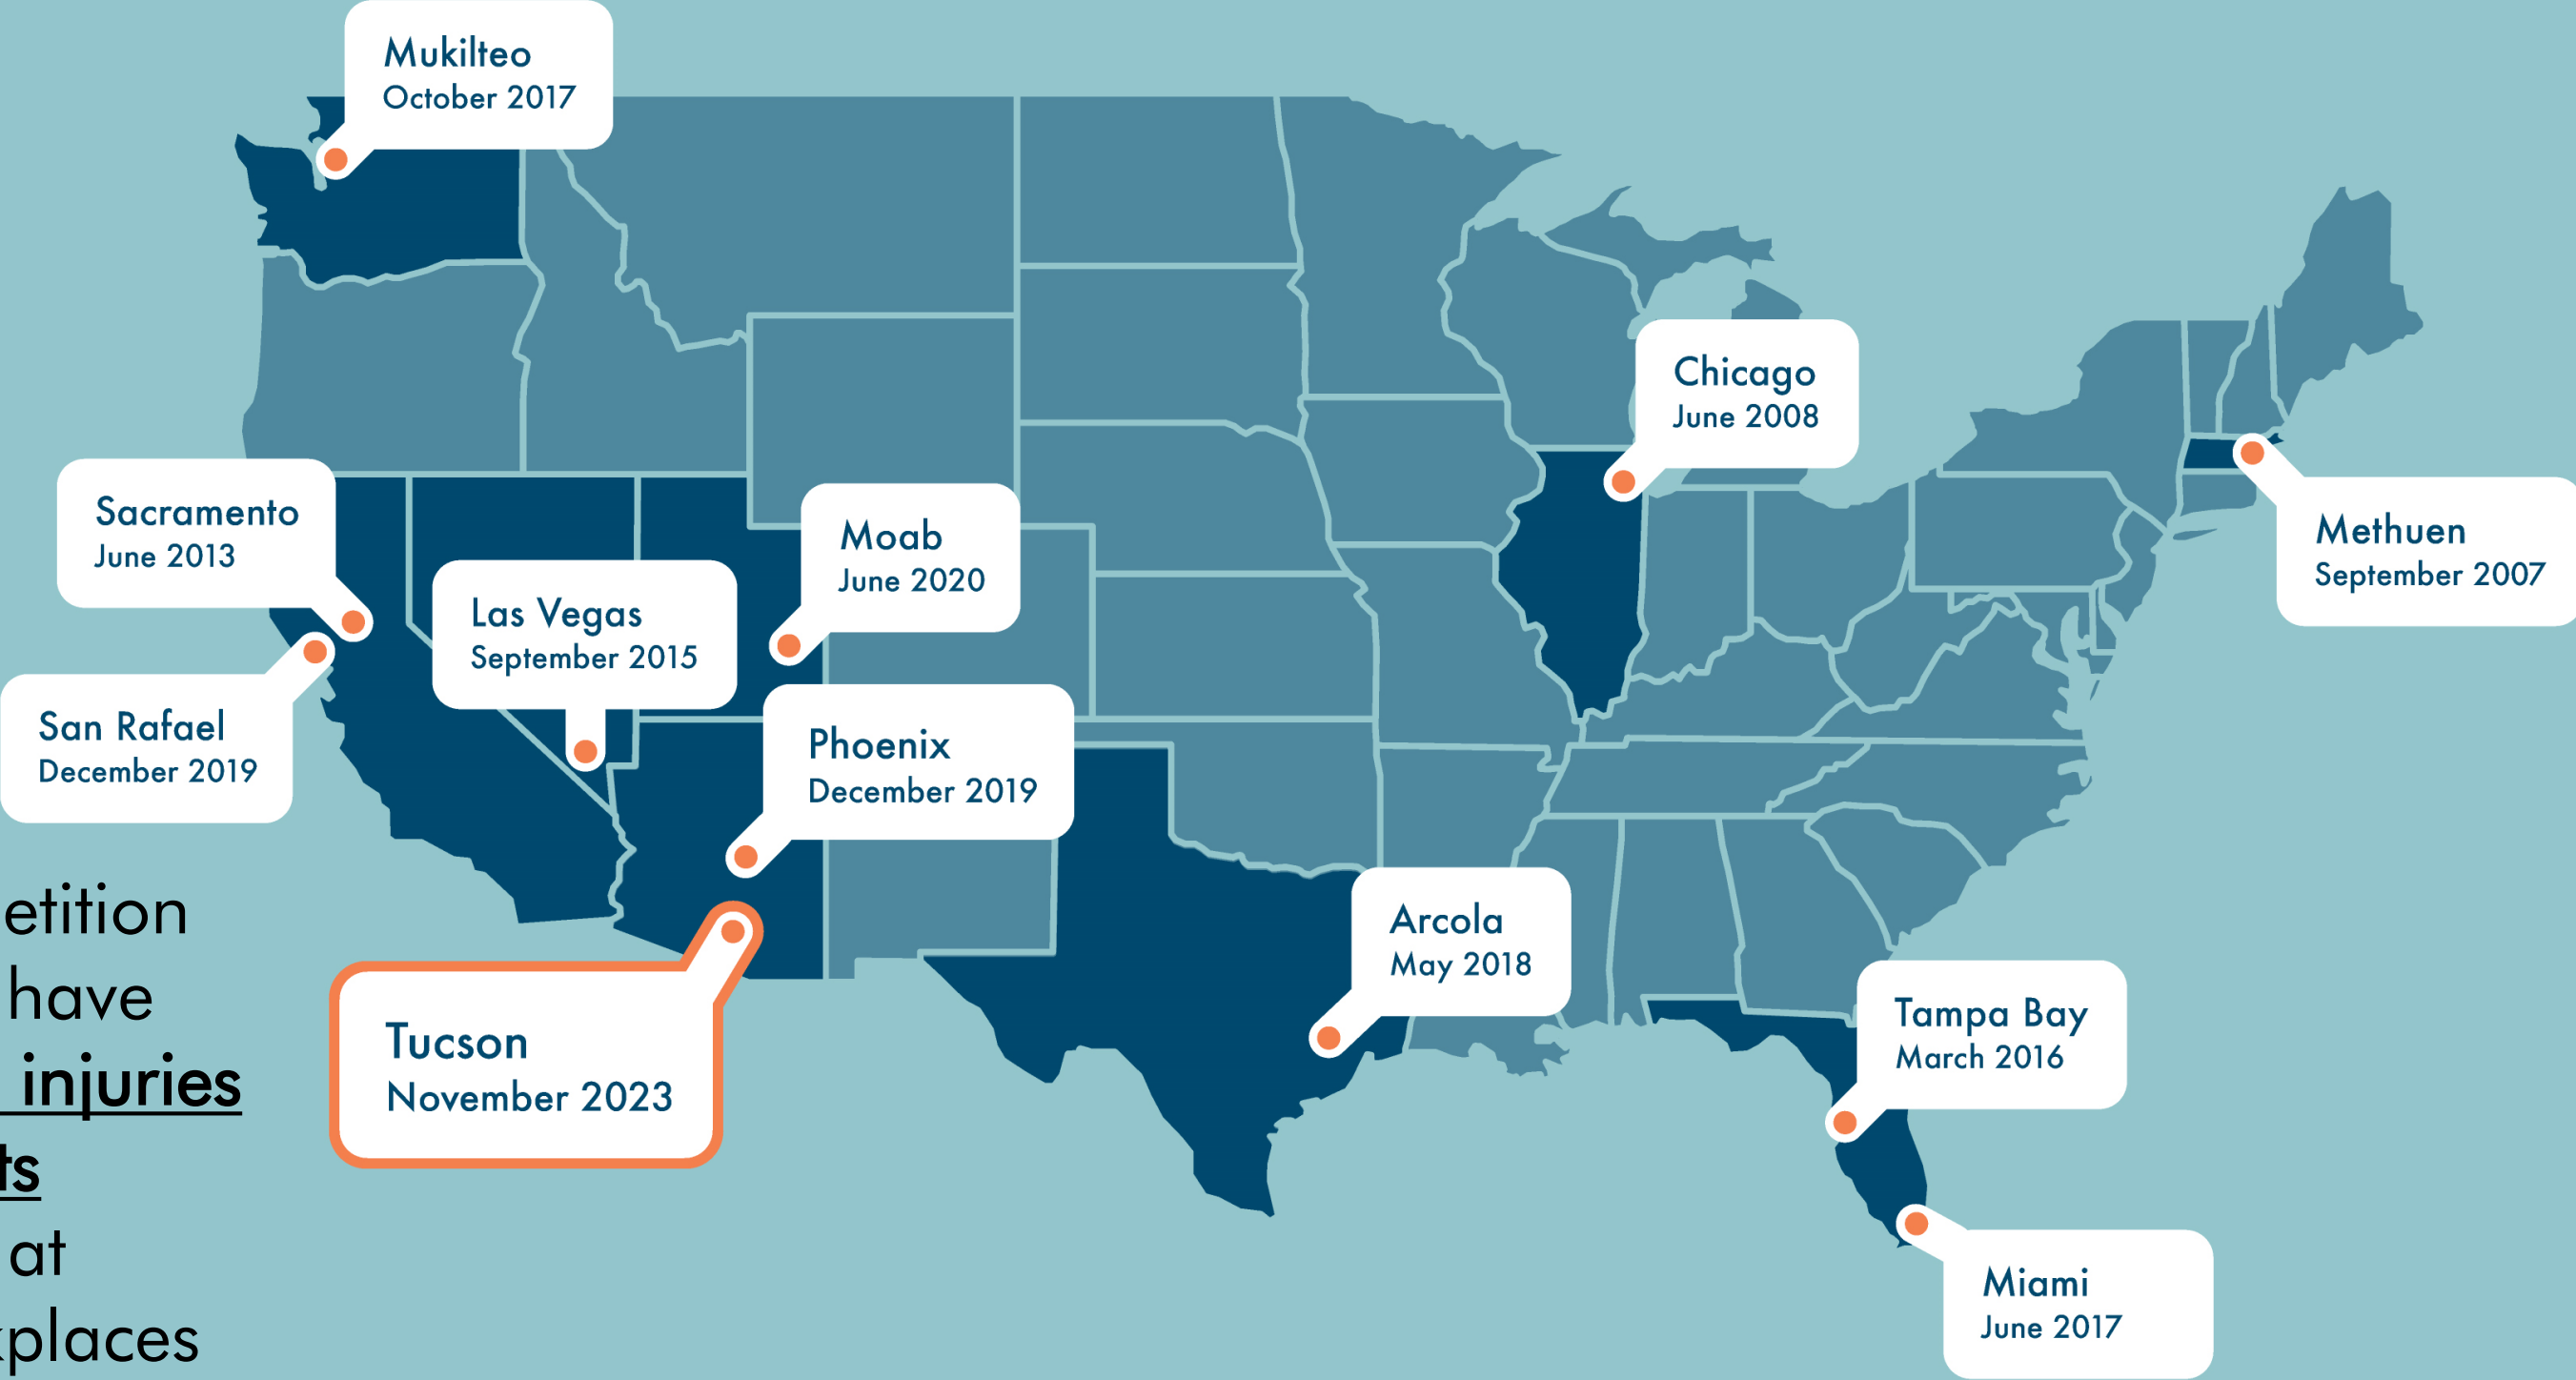 Mukilteo
October 2017
Chicago
June 2008
Sacramento
June 2013
Moab
June 2020
Methuen
September 2007
Las Vegas
September 2015
San Rafael
December 2019
Phoenix
December 2019
Arcola
May 2018
Tucson
November 2023
Tampa Bay
March 2016
Miami
June 2017
etition
have
injuries
ts
at
places